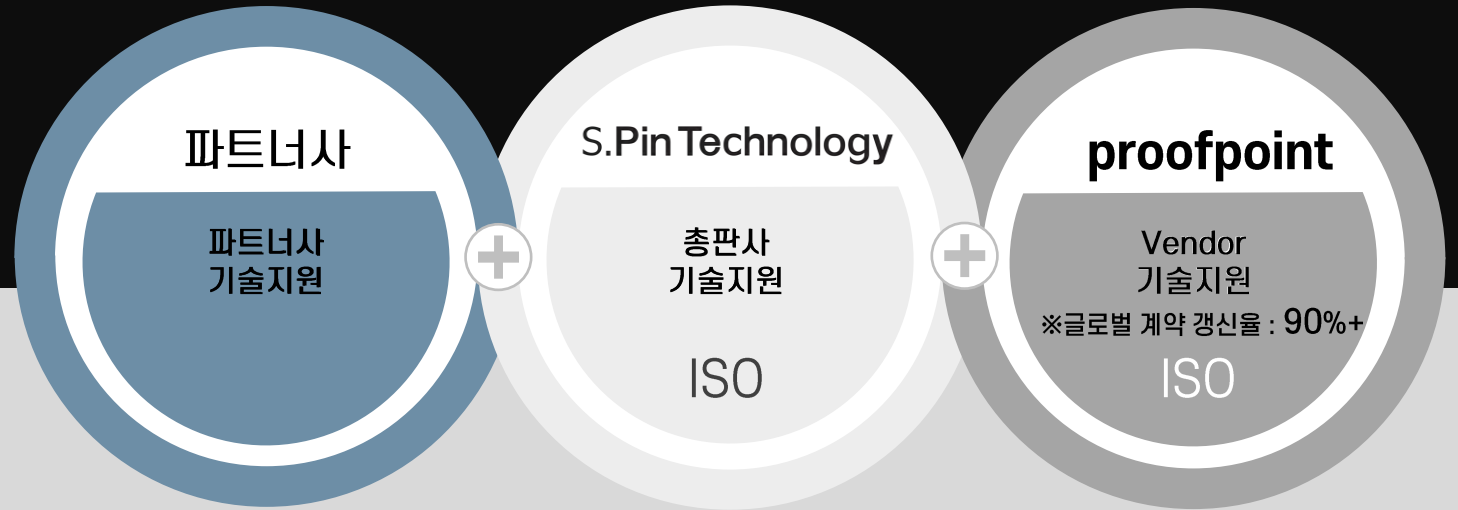 파트너사
파트너사
기술지원
S.Pin Technology
총판사
기술지원
ISO
proofpoint
Vendor
기술지원
※글로벌 계약 갱신율 : 90%+
ISO